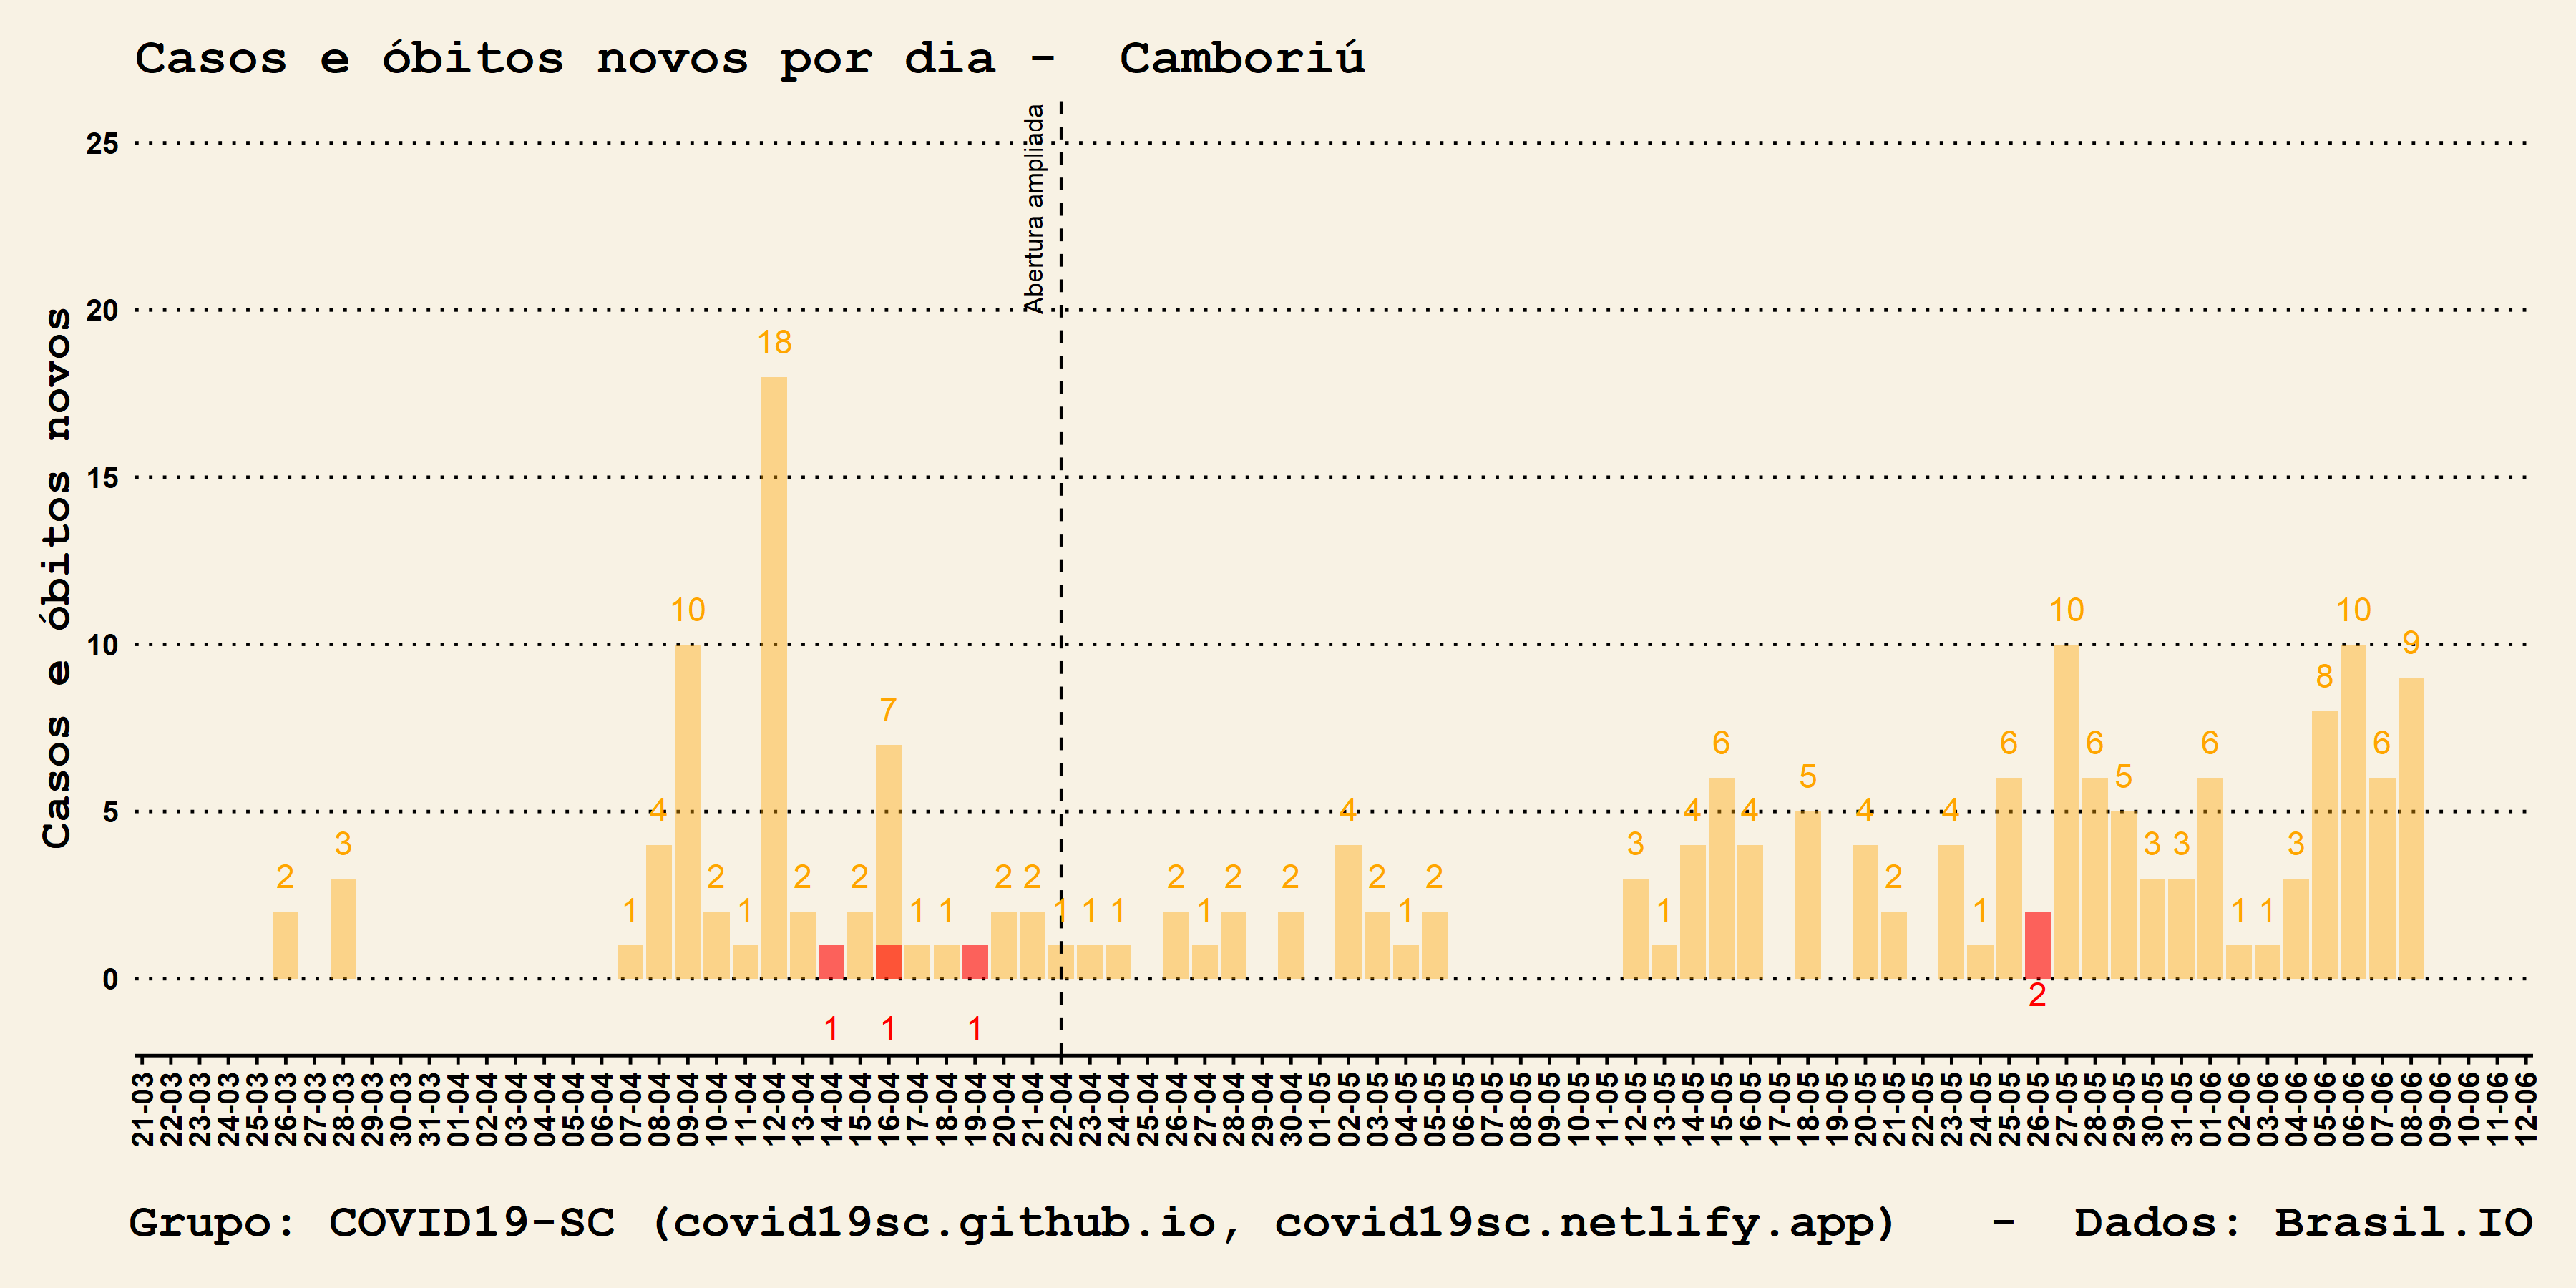 Casos e óbitos novos por dia -  Camboriú
Abertura ampliada
Casos e óbitos novos
25
20
15
10
5
0
2 3 1 4 10 2 1 18 2 2 7 1 1 2 2 1 1 1 2 1 2 2 4 2 1 2 3 1 4 6 4 5 4 2 4 1 6 10 6 5 3 3 6 1 1 3 8 10 6 9
1 1 1 2
21-03 22-03 23-03 24-03 25-03 26-03 27-03 28-03 29-03 30-03 31-03 01-04 02-04 03-04 04-04 05-04 06-04 07-04 08-04 09-04 10-04 11-04 12-04 13-04 14-04 15-04 16-04 17-04 18-04 19-04 20-04 21-04 22-04 23-04 24-04 25-04 26-04 27-04 28-04 29-04 30-04 01-05 02-05 03-05 04-05 05-05 06-05 07-05 08-05 09-05 10-05 11-05 12-05 13-05 14-05 15-05 16-05 17-05 18-05 19-05 20-05 21-05 22-05 23-05 24-05 25-05 26-05 27-05 28-05 29-05 30-05 31-05 01-06 02-06 03-06 04-06 05-06 06-06 07-06 08-06 09-06 10-06 11-06 12-06
Grupo: COVID19-SC (covid19sc.github.io, covid19sc.netlify.app)  -  Dados: Brasil.IO